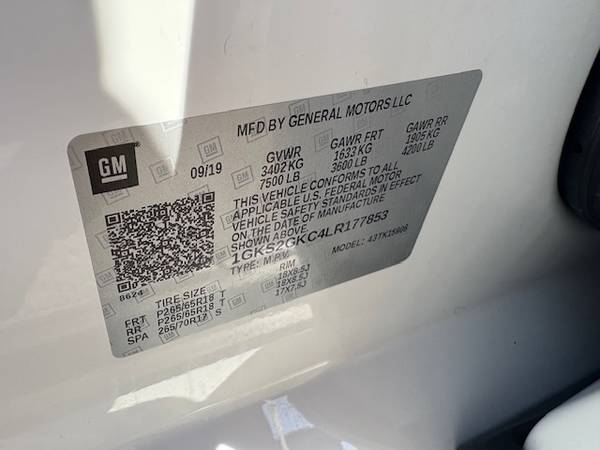 MFD BY GENERAL MOTORS LLC
GM
09/19 GVWR GAWR FRT GAWR RR
3402 KG 1633 KG 1905 KG
7500 LB 3600 LB 4200 LB
THIS VEHICLE CONFORMS TO ALL
APPLICABLE U.S. FEDERAL MOTOR
VEHICLE SAFETY STANDARDS IN EFFECT
ON THE DATE OF MANUFACTURE
SHOWN ABOVE.
1GKS2GKC4LR177853
TYPE: M.P.V. MODEL: 43TK15906
8624
TIRE SIZE RIM
FRT P265/65R18 T 18X8.5J
RR P265/65R18 T 18X8.5J
SPA 265/70R17 S 17X7.5J